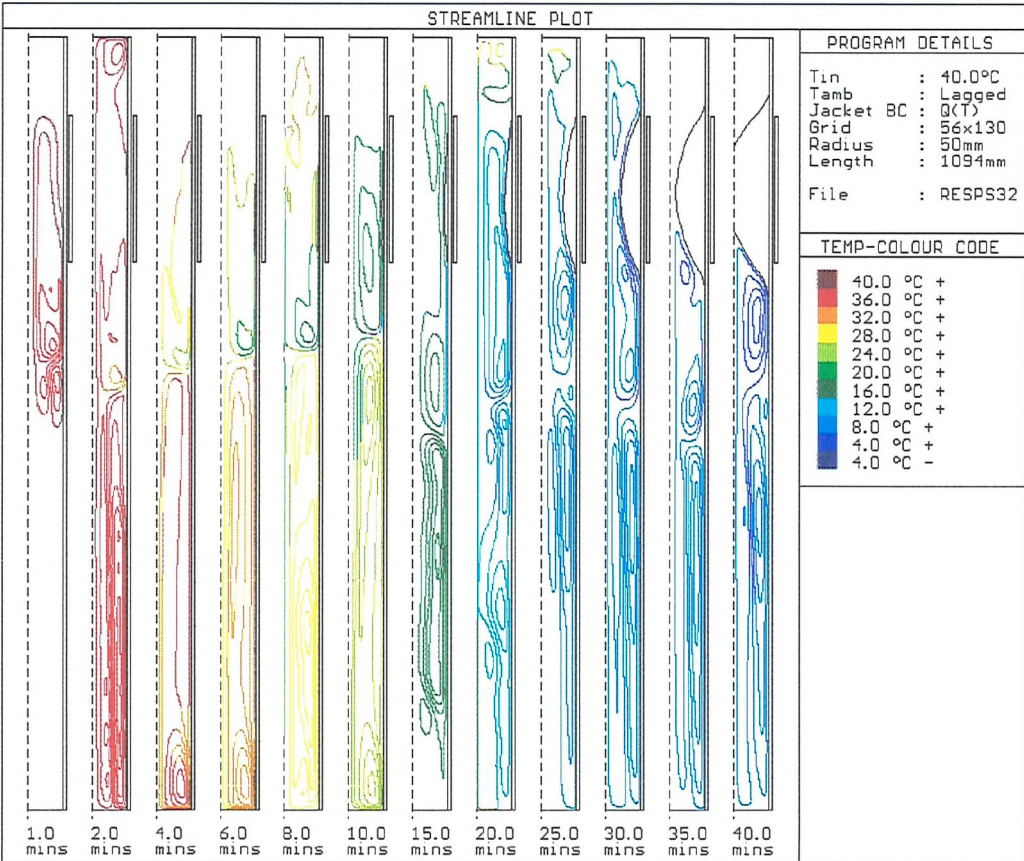 STREAMLINE PLOT
PROGRAM DETAILS
Tin : 40.0°C
Tamb : Lagged
Jacket BC : Q(T)
Grid : 56x130
Radius : 50mm
Length : 1094mm
File : RESPS32
TEMP-COLOUR CODE
40.0 °C +
36.0 °C +
32.0 °C +
28.0 °C +
24.0 °C +
20.0 °C +
16.0 °C +
12.0 °C +
8.0 °C +
4.0 °C +
4.0 °C -
1.0 2.0 4.0 6.0 8.0 10.0 15.0 20.0 25.0 30.0 35.0 40.0
mins mins mins mins mins mins mins mins mins mins mins mins